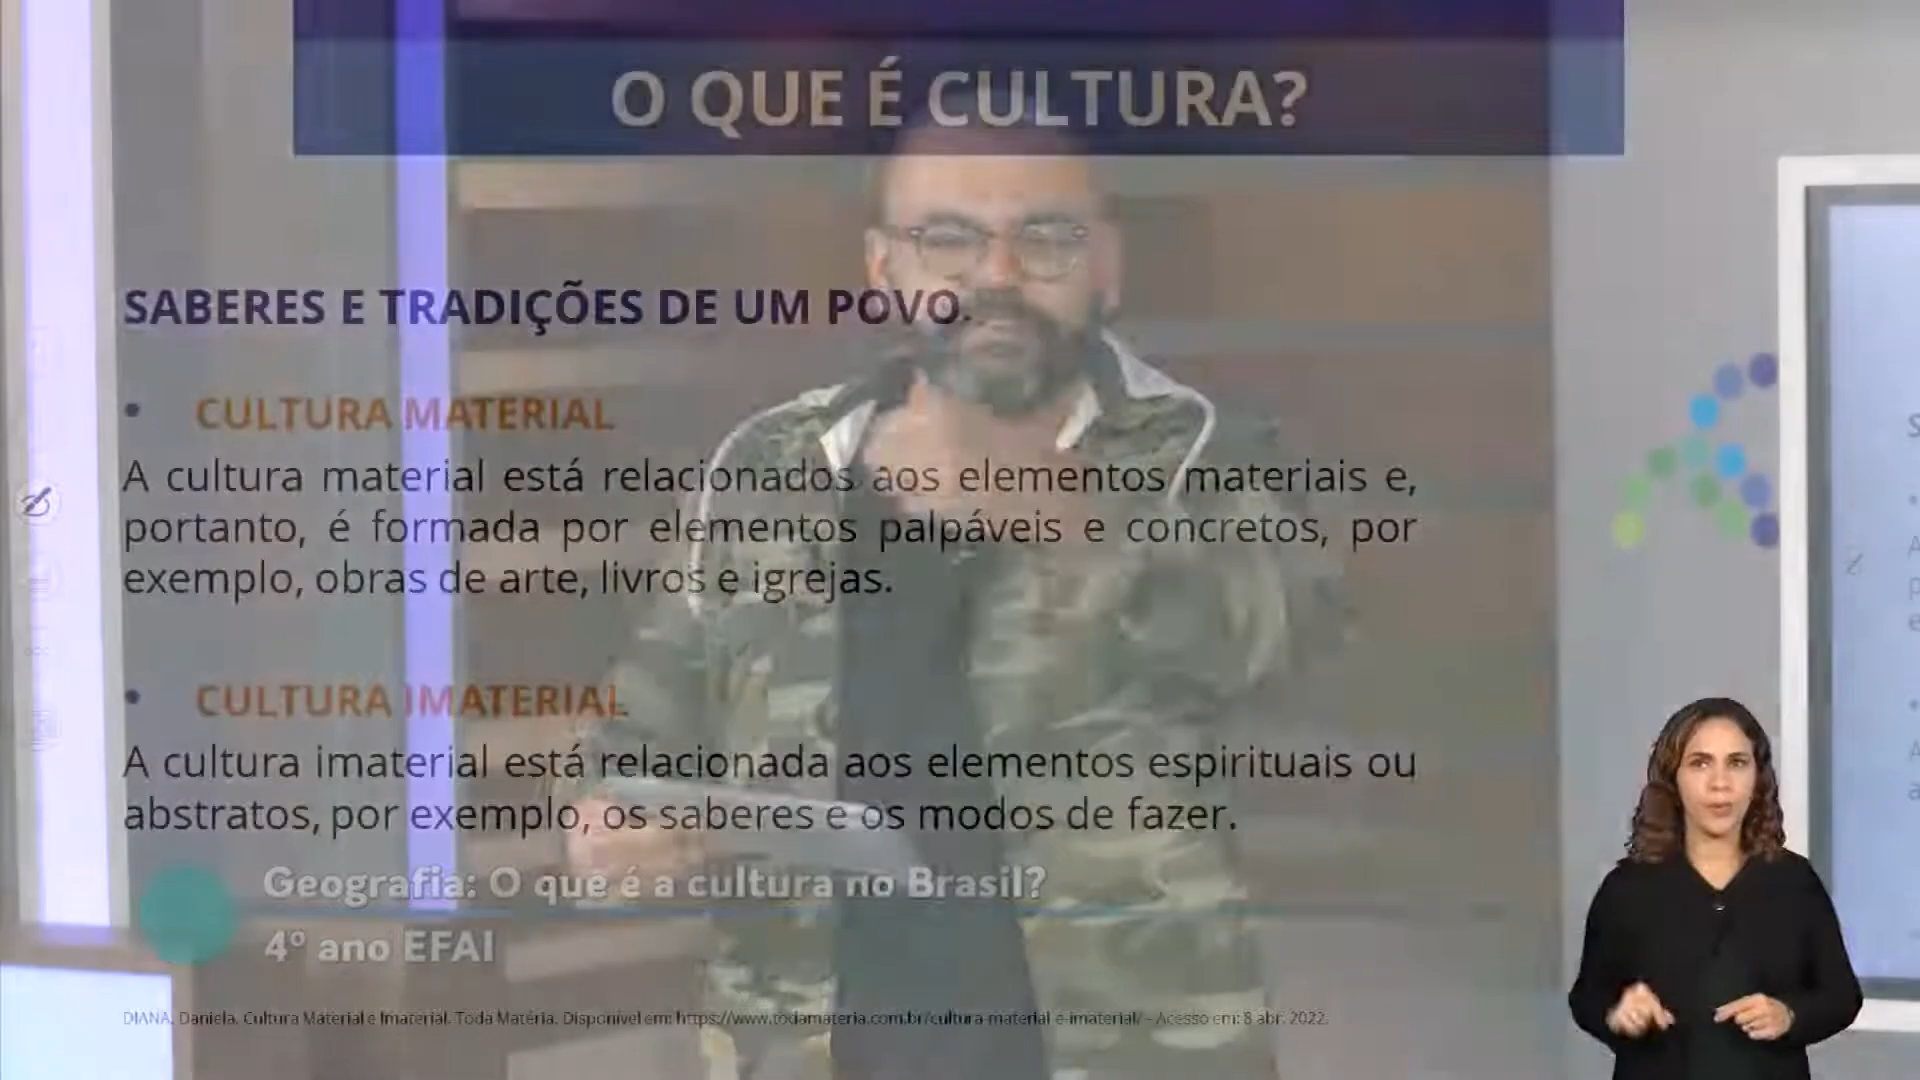 O QUE É CULTURA?
SABERES E TRADIÇÕES DE UM POVO.
• CULTURA MATERIAL
A cultura material está relacionados aos elementos materiais e,
portanto, é formada por elementos palpáveis e concretos, por
exemplo, obras de arte, livros e igrejas.
• CULTURA IMATERIAL
A cultura imaterial está relacionada aos elementos espirituais ou
abstratos, por exemplo, os saberes e os modos de fazer.
Geografia: O que é a cultura no Brasil?
4º ano EFAI
DIANA, Daniela. Cultura Material e Imaterial. Toda Matéria. Disponível em: https://www.todamateria.com.br/cultura-material-e-imaterial/ - Acesso em: 8 abr. 2022.